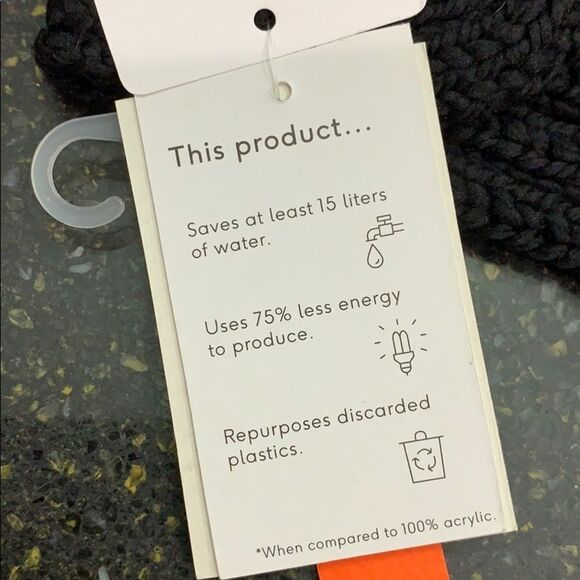 This product...
Saves at least 15 liters
of water.
Uses 75% less energy
to produce.
Repurposes discarded
plastics.
*When compared to 100% acrylic.